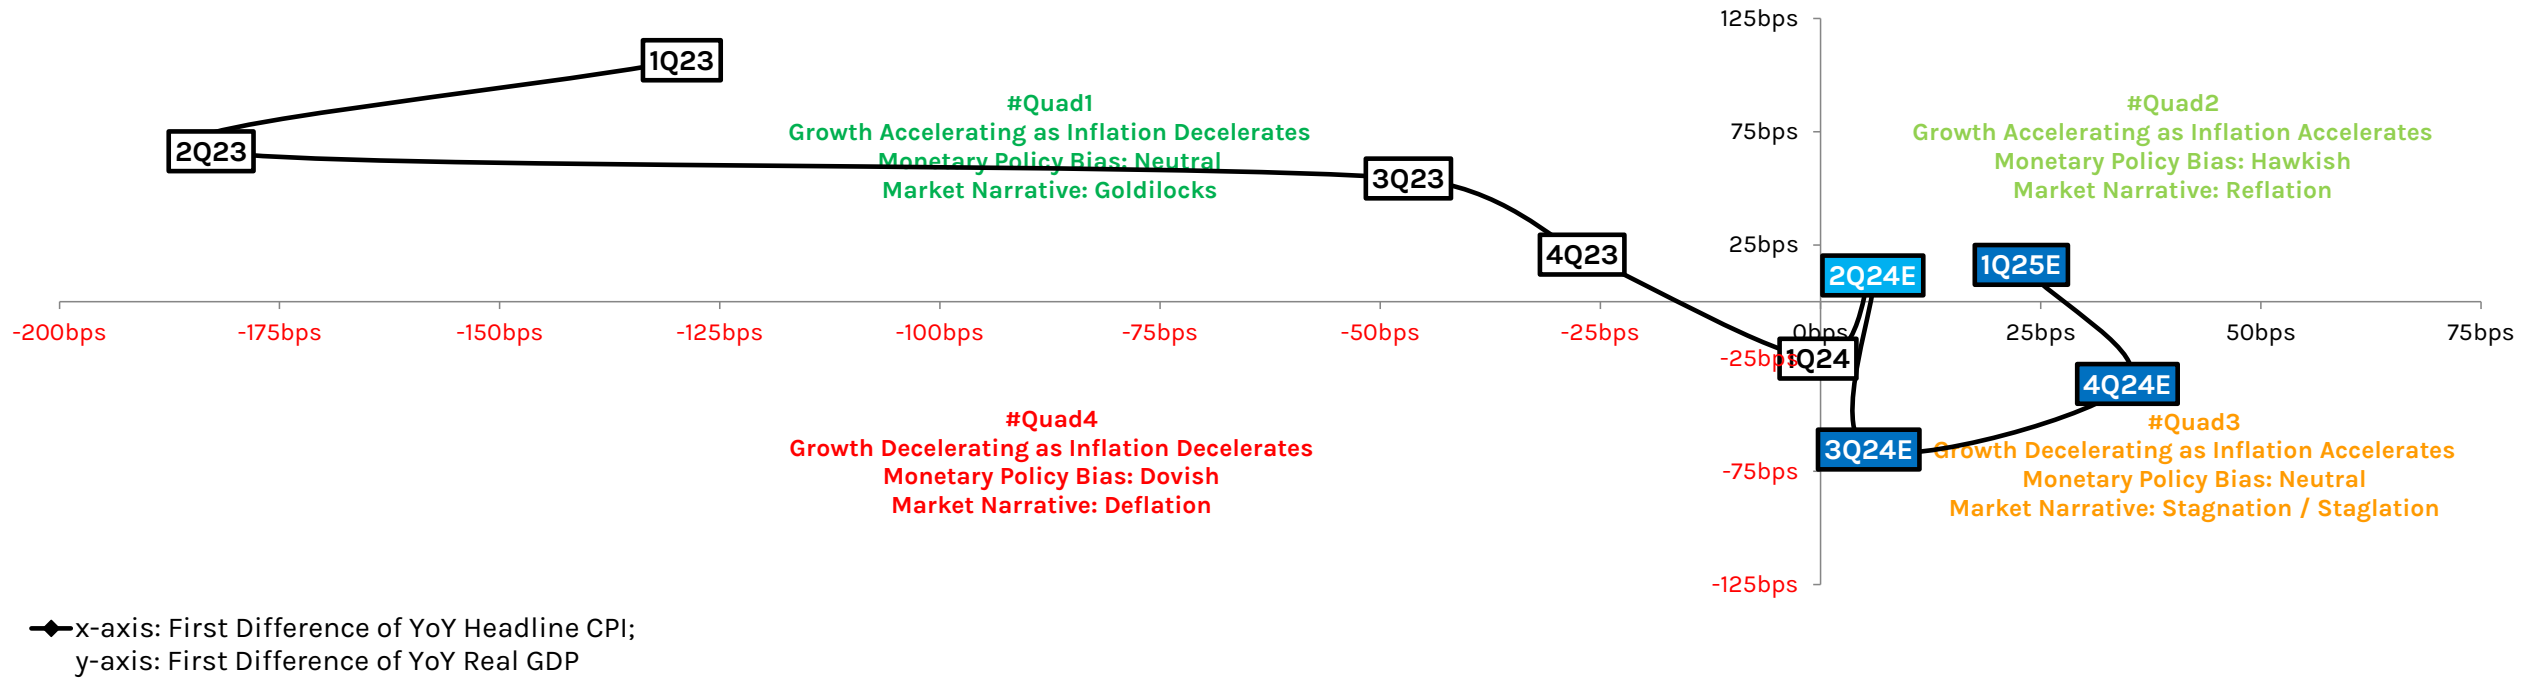 125bps
1Q23
#Quad1
Growth Accelerating as Inflation Decelerates
Monetary Policy Bias: Neutral
Market Narrative: Goldilocks
#Quad2
Growth Accelerating as Inflation Accelerates
Monetary Policy Bias: Hawkish
Market Narrative: Reflation
75bps
2Q23
3Q23
4Q23
25bps
2Q24E
1Q25E
-200bps
-175bps
-150bps
-125bps
-100bps
-75bps
-50bps
-25bps
0bps
25bps
50bps
75bps
-25bps
1Q24
4Q24E
#Quad4
Growth Decelerating as Inflation Decelerates
Monetary Policy Bias: Dovish
Market Narrative: Deflation
3Q24E
#Quad3
Growth Decelerating as Inflation Accelerates
Monetary Policy Bias: Neutral
Market Narrative: Stagnation / Staglation
-75bps
-125bps
x-axis: First Difference of YoY Headline CPI;
y-axis: First Difference of YoY Real GDP